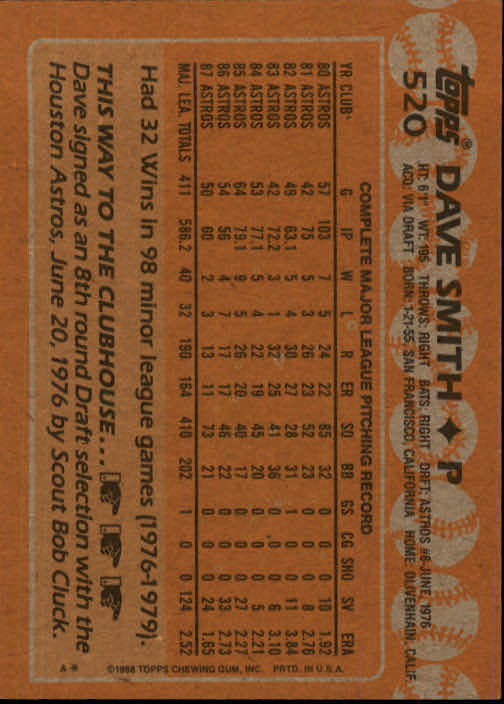 Topps® DAVE SMITH ♦ P
520
HT: 6'1" WT: 195 THROWS: RIGHT BATS: RIGHT DRFT: ASTROS #8-JUNE, 1976
ACQ: VIA DRAFT BORN: 1-21-55, SAN FRANCISCO, CALIFORNIA HOME: OLIVENHAIN, CALIF.
COMPLETE MAJOR LEAGUE PITCHING RECORD
YR CLUB G IP W L R ER SO BB GS CG SHO SV ERA
80 ASTROS 57 103 7 5 24 22 85 32 0 0 0 10 1.92
81 ASTROS 42 75 5 3 26 23 52 23 0 0 0 8 2.76
82 ASTROS 49 63.1 5 4 30 27 28 31 1 0 0 11 3.84
83 ASTROS 42 72.2 3 1 32 25 41 36 0 0 0 6 3.10
84 ASTROS 53 77.1 5 4 22 19 45 20 0 0 0 5 2.21
85 ASTROS 64 79.1 9 5 26 20 40 17 0 0 0 27 2.27
86 ASTROS 54 56 4 7 17 17 46 22 0 0 0 33 2.73
87 ASTROS 50 60 2 3 13 11 73 21 0 0 0 24 1.65
MAJ. LEA. TOTALS 411 586.2 40 32 190 164 410 202 1 0 0 124 2.52
Had 32 Wins in 98 minor league games (1976-1979).
THIS WAY TO THE CLUBHOUSE...
Dave signed as an 8th round Draft selection with the
Houston Astros, June 20, 1976 by Scout Bob Cluck.
©1988 TOPPS CHEWING GUM, INC. PRTD. IN U.S.A.
A*